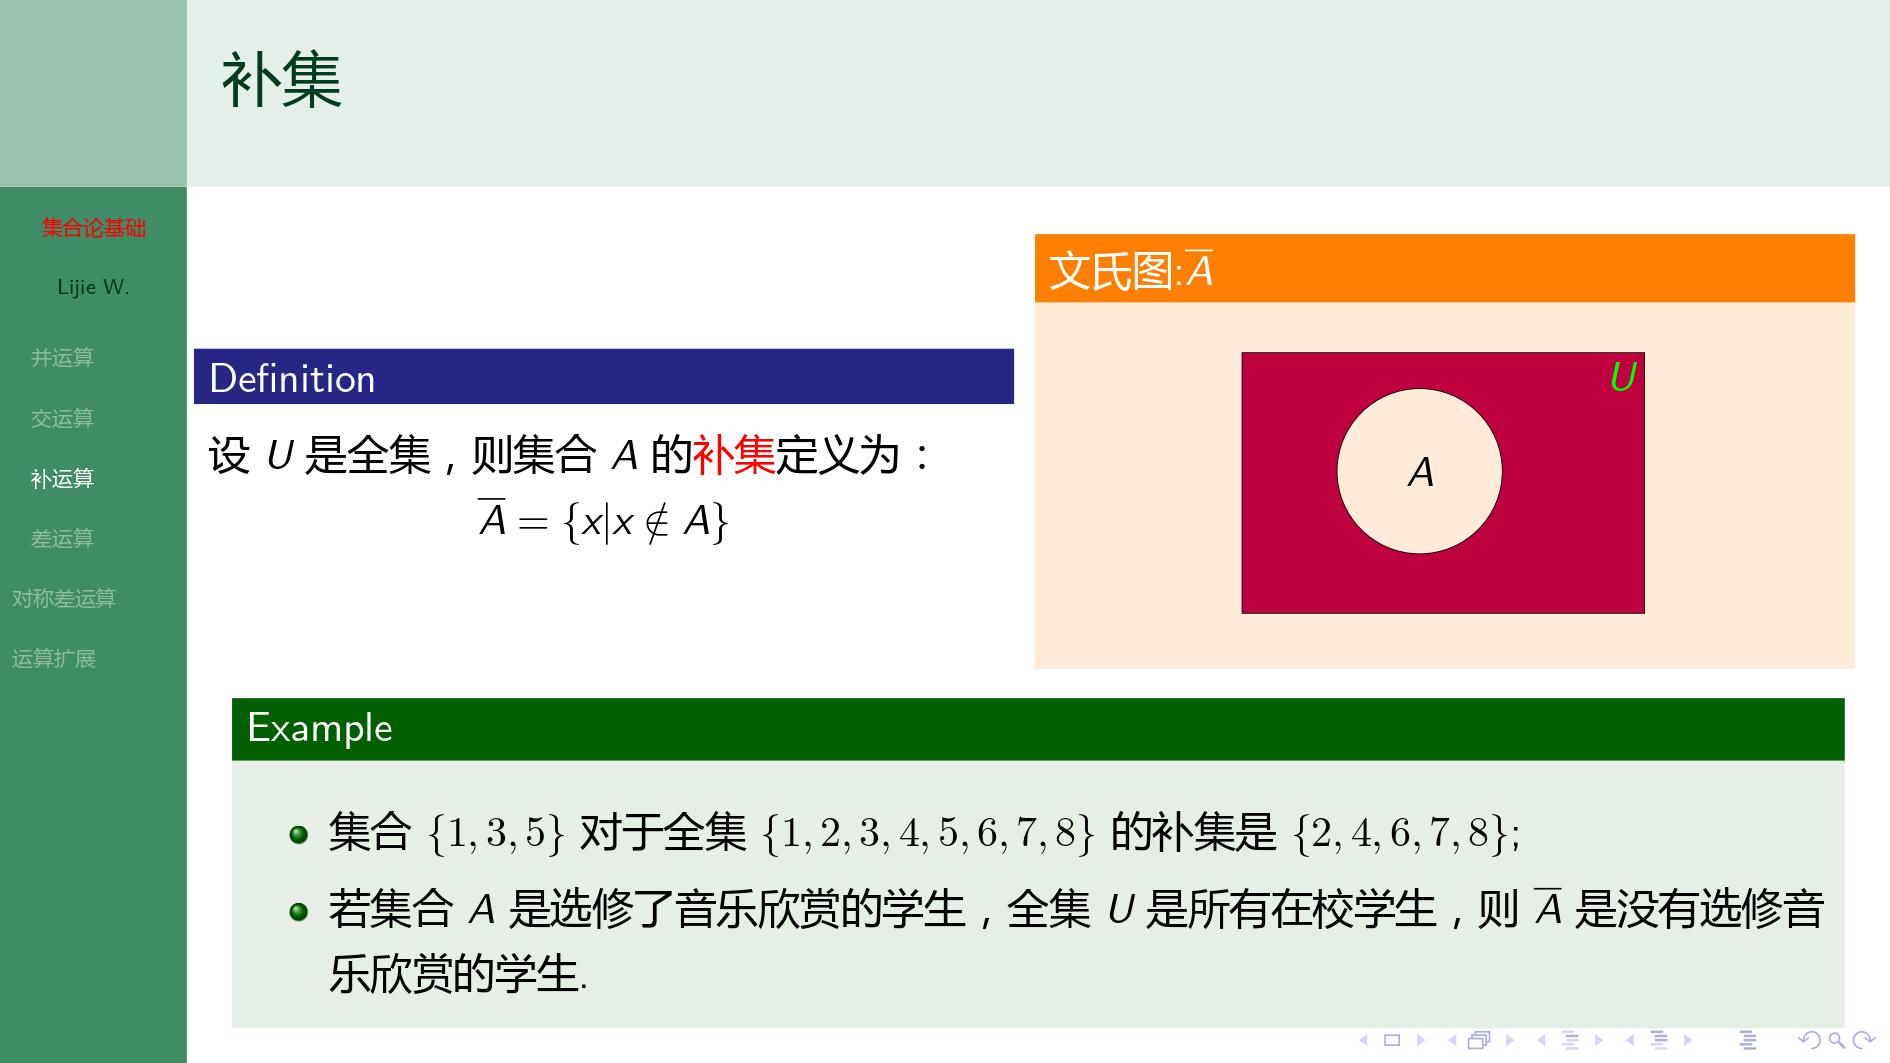 补集
集合论基础
Lijie W.
并运算
交运算
补运算
差运算
对称差运算
运算扩展
Definition
设 U 是全集，则集合 A 的补集定义为：
A̅ = {x|x ∉ A}
文氏图:A̅
U
A
Example
集合 {1, 3, 5} 对于全集 {1, 2, 3, 4, 5, 6, 7, 8} 的补集是 {2, 4, 6, 7, 8};
若集合 A 是选修了音乐欣赏的学生，全集 U 是所有在校学生，则 A̅ 是没有选修音
乐欣赏的学生.